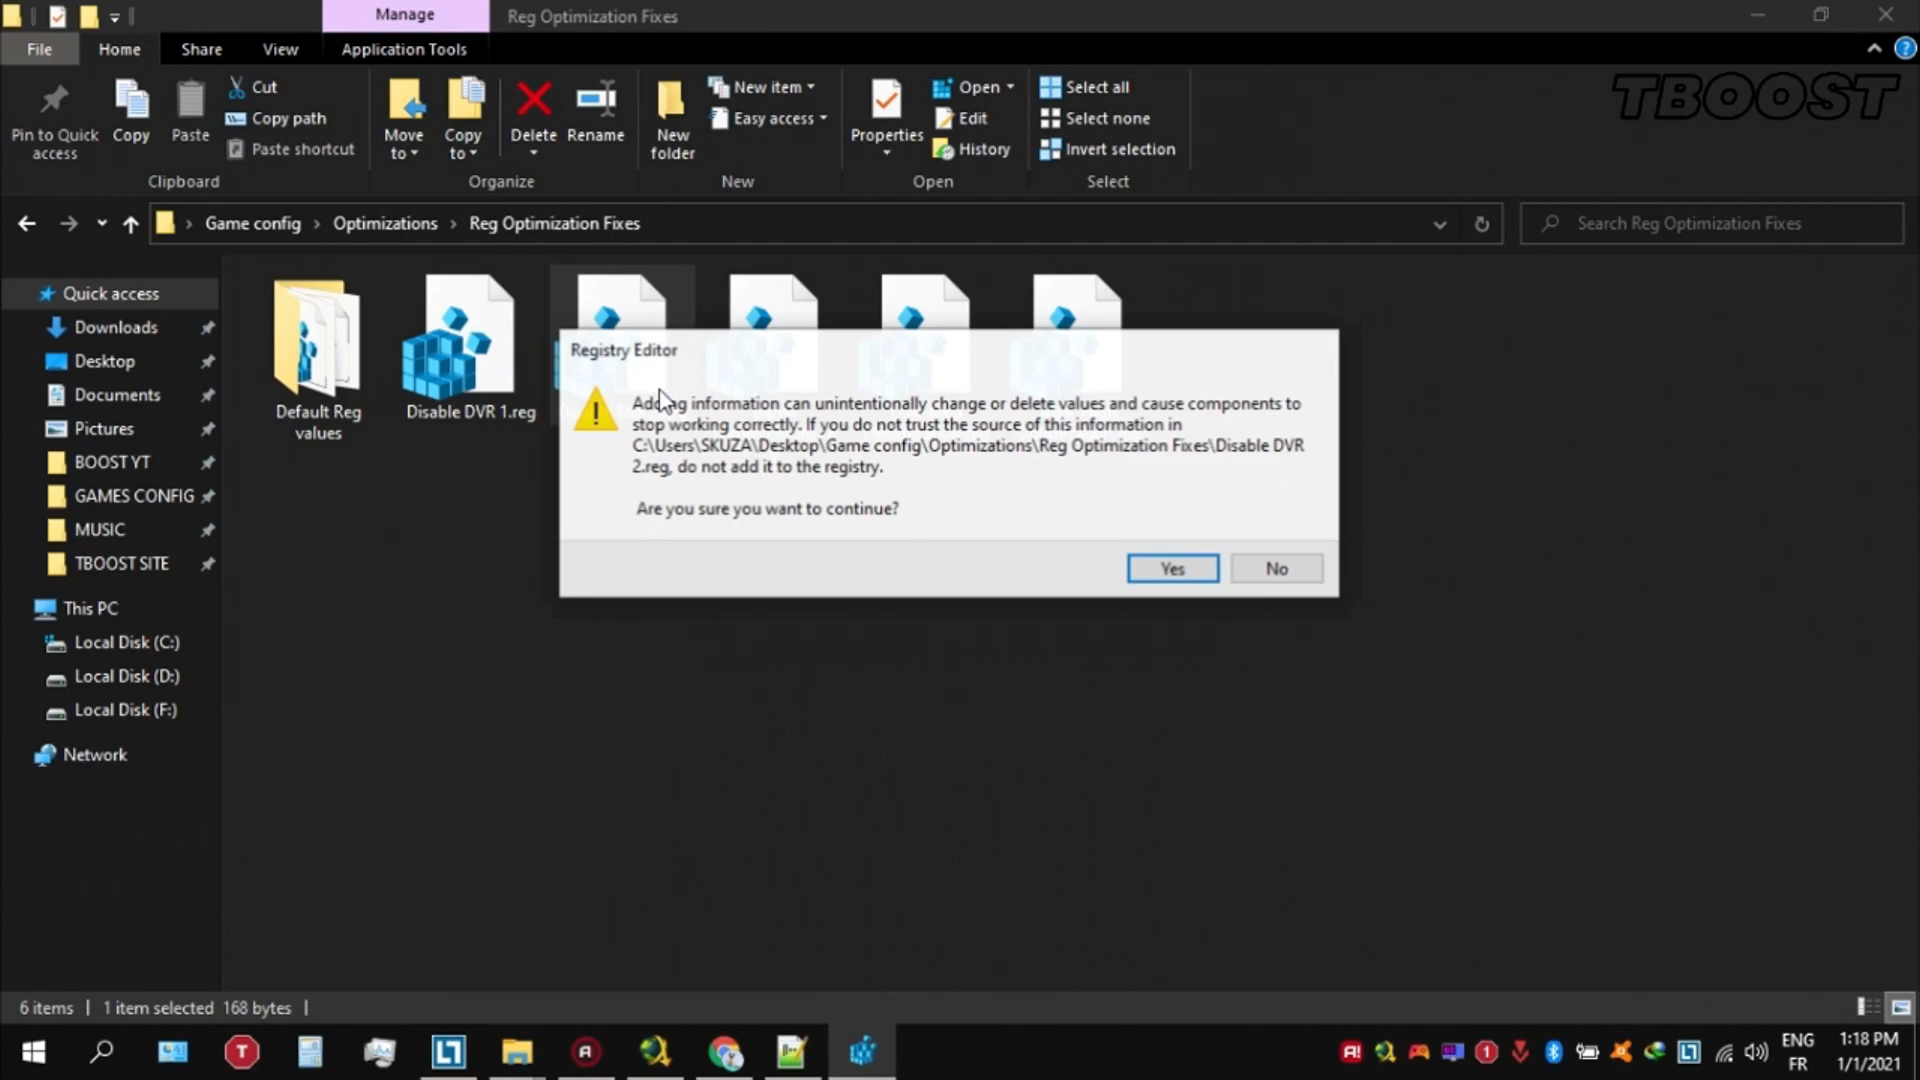 Manage
Reg Optimization Fixes
File
Home
Share
View
Application Tools
TBOOST
Pin to Quick access
Copy
Paste
Cut
Copy path
Paste shortcut
Clipboard
Move to
Copy to
Delete
Rename
Organize
New folder
New item
Easy access
New
Properties
Open
Edit
History
Open
Select all
Select none
Invert selection
Select
Game config > Optimizations > Reg Optimization Fixes
Search Reg Optimization Fixes
Quick access
Downloads
Desktop
Documents
Pictures
BOOST YT
GAMES CONFIG
MUSIC
TBOOST SITE
This PC
Local Disk (C:)
Local Disk (D:)
Local Disk (F:)
Network
Default Reg values
Disable DVR 1.reg
Registry Editor
Adding information can unintentionally change or delete values and cause components to
stop working correctly. If you do not trust the source of this information in
C:\Users\SKUZA\Desktop\Game config\Optimizations\Reg Optimization Fixes\Disable DVR
2.reg, do not add it to the registry.
Are you sure you want to continue?
Yes
No
6 items
1 item selected 168 bytes
ENG
FR
1:18 PM
1/1/2021